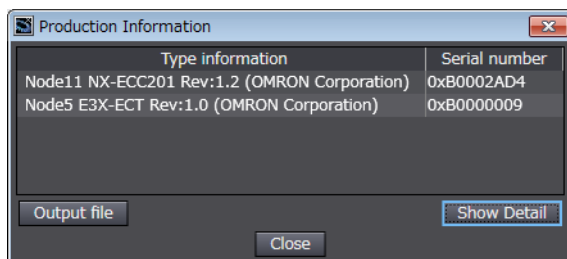 Production Information
Type information Serial number
Node11 NX-ECC201 Rev:1.2 (OMRON Corporation) 0xB0002AD4
Node5 E3X-ECT Rev:1.0 (OMRON Corporation) 0xB0000009
Output file Show Detail
Close